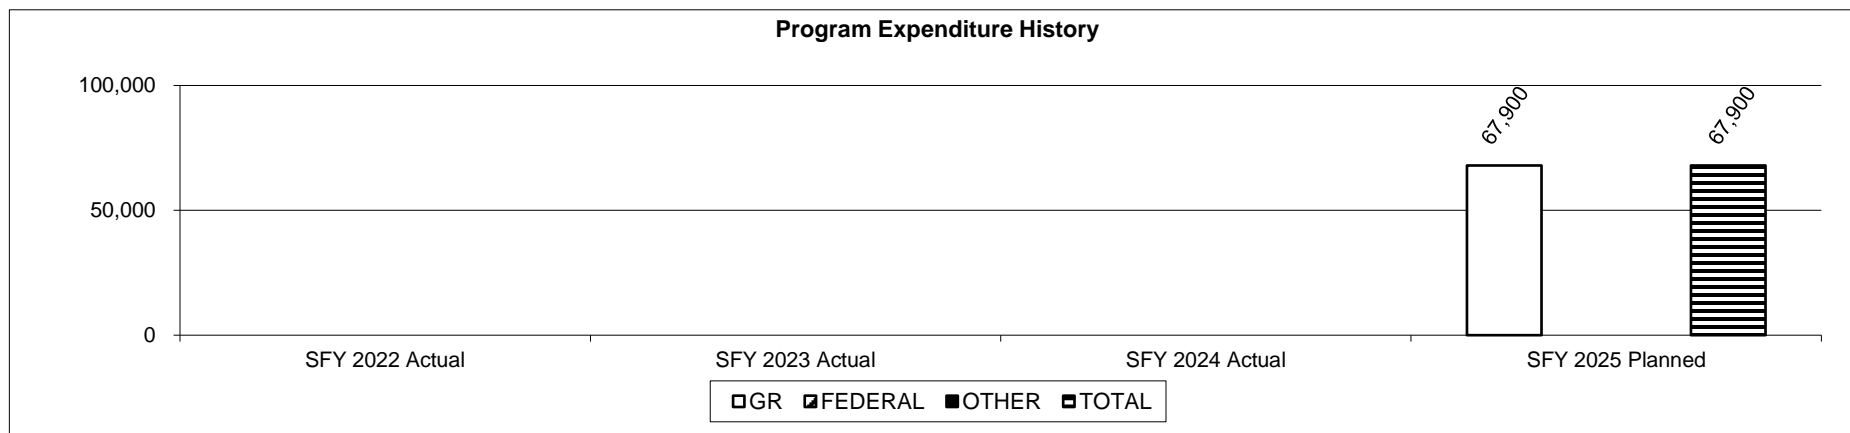 Program Expenditure History
100,000
67,900
67,900
50,000
0
SFY 2022 Actual
SFY 2023 Actual
SFY 2024 Actual
SFY 2025 Planned
GR FEDERAL OTHER TOTAL